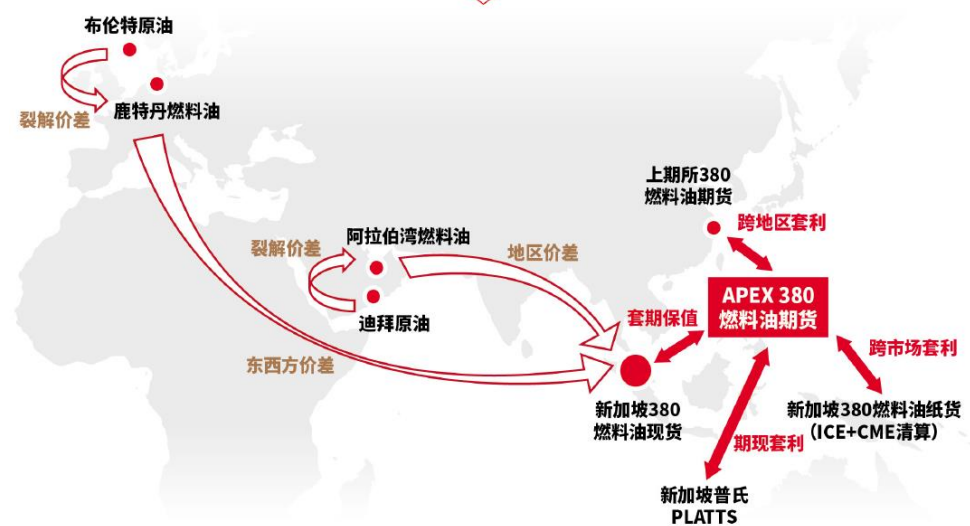 布伦特原油
裂解价差
鹿特丹燃料油
上期所380
燃料油期货
跨地区套利
裂解价差
阿拉伯湾燃料油
地区价差
迪拜原油
APEX 380
燃料油期货
套期保值
东西方价差
跨市场套利
新加坡380
燃料油现货
新加坡380燃料油纸货
（ICE+CME清算）
期现套利
新加坡普氏
PLATTS